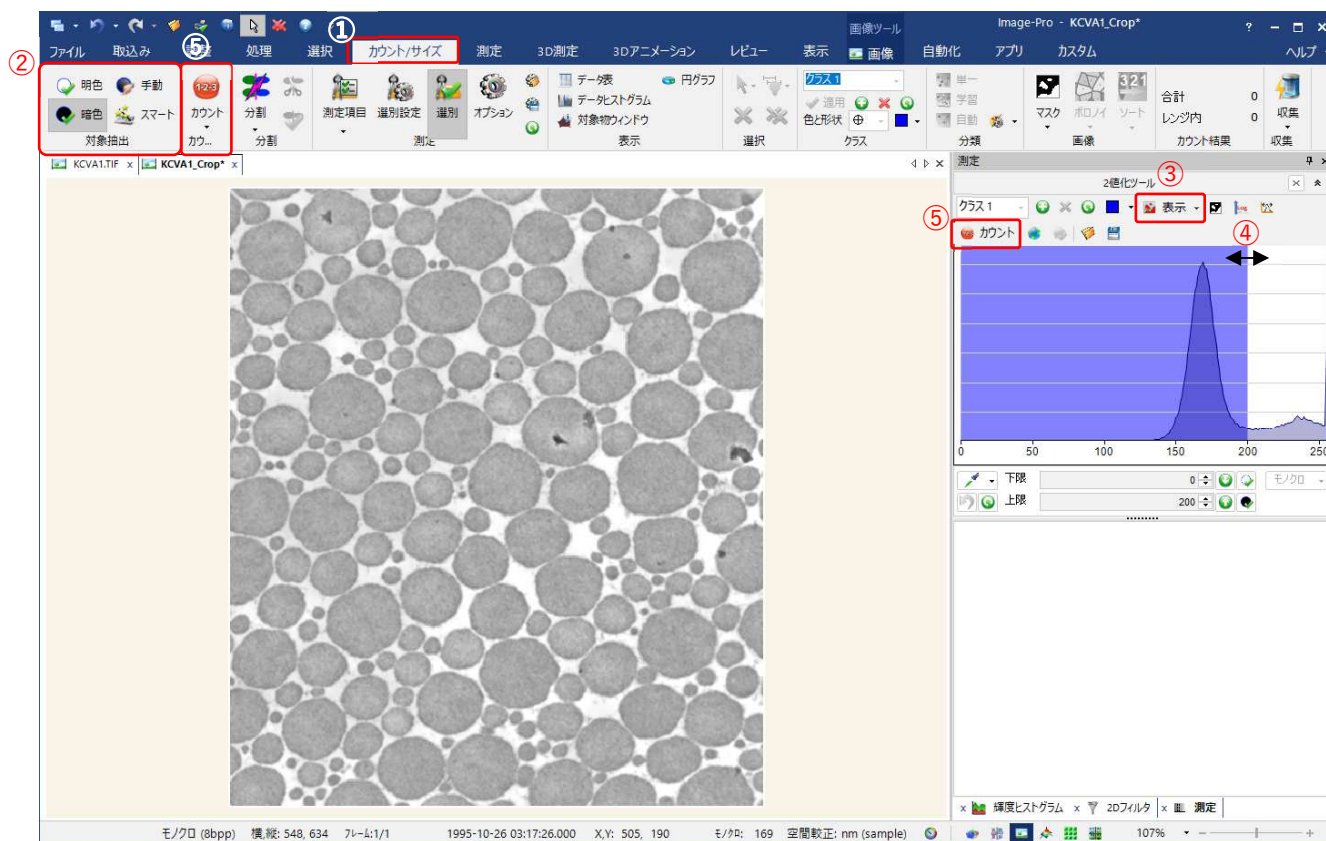 ①
画像ツール
Image-Pro - KCVA1_Crop*
?
②
⑤
ファイル 取込み 処理 選択 カウント/サイズ 測定 3D測定 3Dアニメーション レビュー 表示 画像 自動化 アプリ カスタム ヘルプ
明色 手動
暗色 スマート
対象抽出
1·2·3
カウント
カウ...
分割
分割
測定項目 選別設定 選別 オプション
測定
データ表 円グラフ
データヒストグラム
対象物ウィンドウ
表示
選択
クラス 1
適用
色と形状
クラス
単一
学習
自動
分類
マスク ボロノイ ソート
321
画像
合計 0
レンジ内 0
カウント結果
収集
収集
KCVA1.TIF x KCVA1_Crop* x
測定
2値化ツール
③
クラス 1 表示
⑤ カウント
④
0 50 100 150 200 250
下限 0 モノクロ
上限 200
x 輝度ヒストグラム x 2Dフィルタ x 測定
モノクロ (8bpp) 横,縦: 548, 634 フレーム:1/1 1995-10-26 03:17:26.000 X,Y: 505, 190 モノクロ: 169 空間較正: nm (sample) 107%